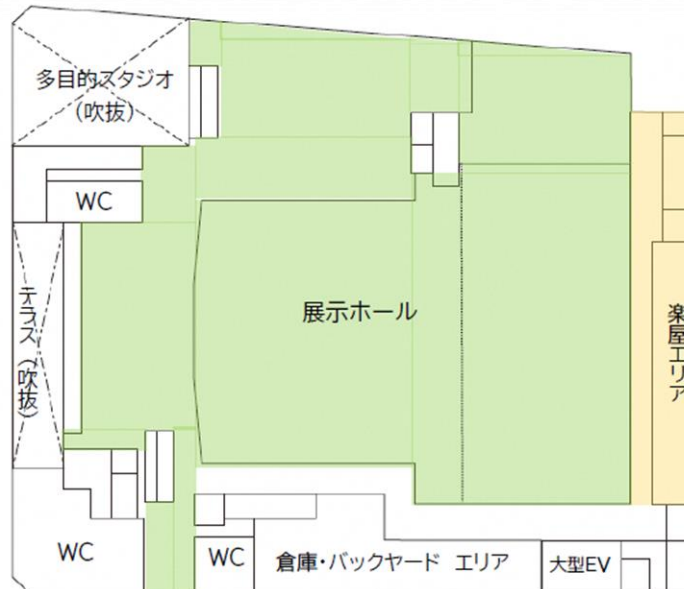 多目的スタジオ
（吹抜）
WC
テラス（吹抜）
展示ホール
楽屋エリア
WC
WC
倉庫・バックヤード エリア
大型EV